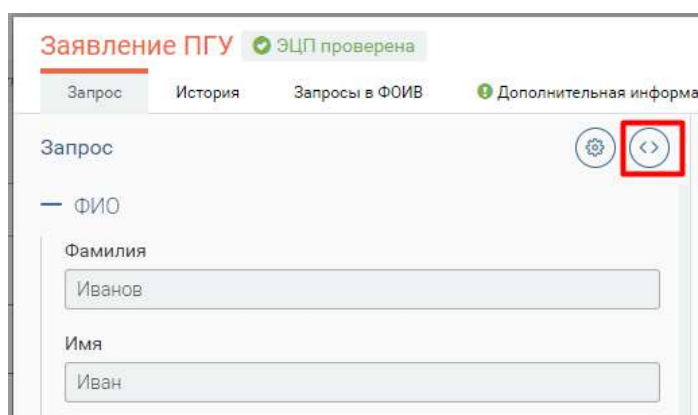 Заявление ПГУ ЭЦП проверена
Запрос История Запросы в ФОИВ Дополнительная информа
Запрос
ФИО
Фамилия
Иванов
Имя
Иван